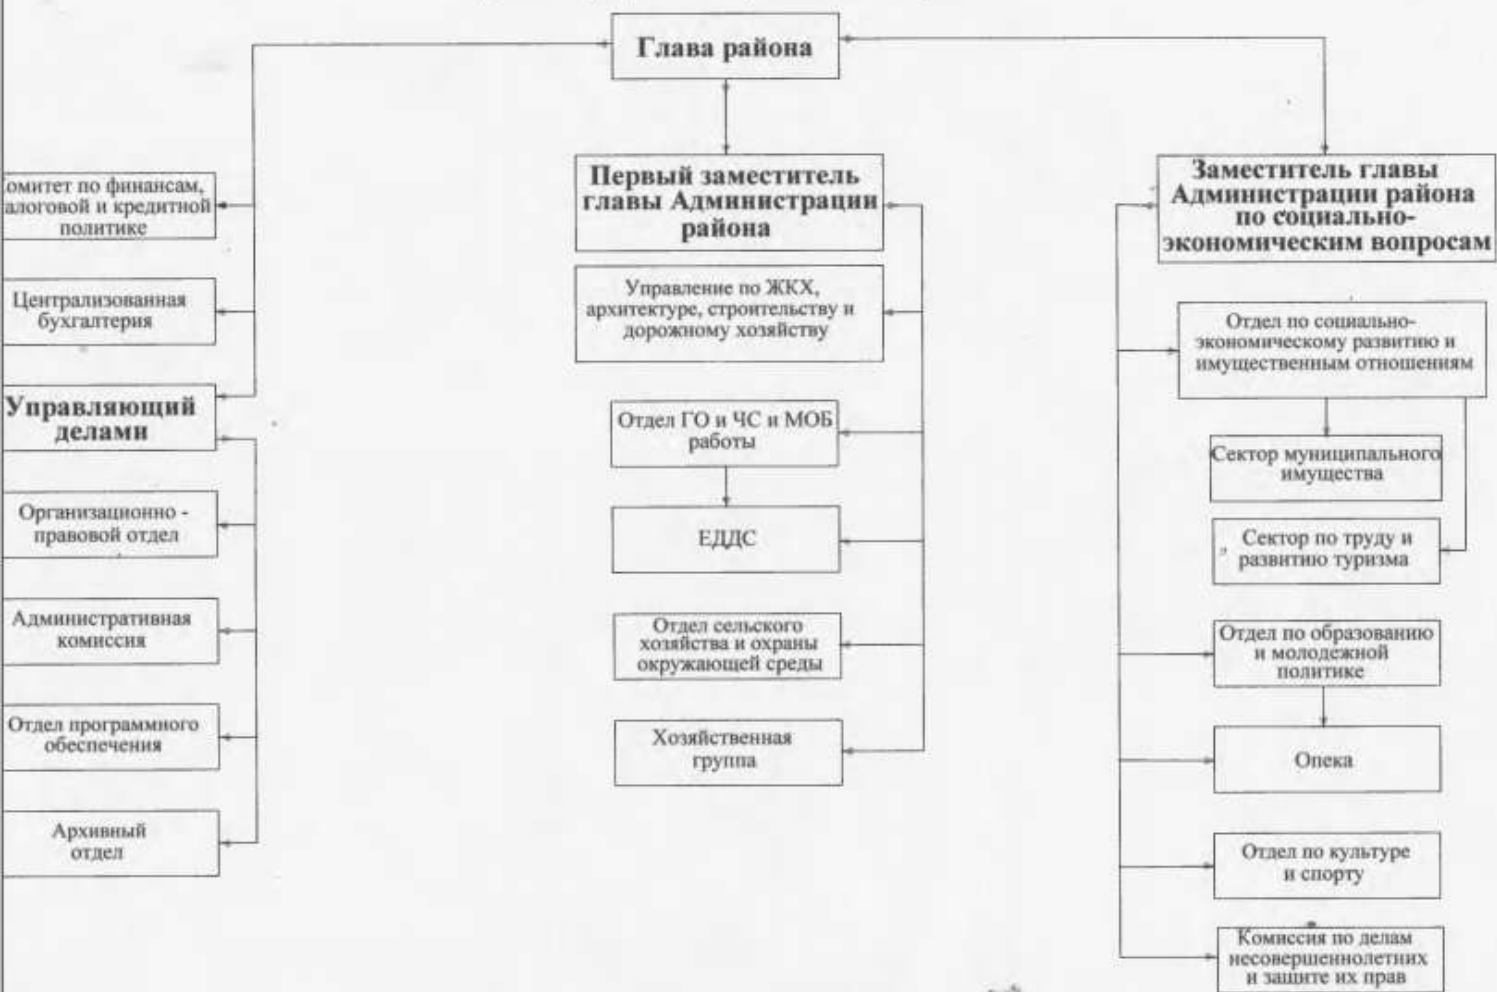 Глава района
омитет по финансам,
алоговой и кредитной
политике
Централизованная
бухгалтерия
Управляющий
делами
Организационно -
правовой отдел
Административная
комиссия
Отдел программного
обеспечения
Архивный
отдел
Первый заместитель
главы Администрации
района
Управление по ЖКХ,
архитектуре, строительству и
дорожному хозяйству
Отдел ГО и ЧС и МОБ
работы
ЕДДС
Отдел сельского
хозяйства и охраны
окружающей среды
Хозяйственная
группа
Заместитель главы
Администрации района
по социально-
экономическим вопросам
Отдел по социально-
экономическому развитию и
имущественным отношениям
Сектор муниципального
имущества
Сектор по труду и
развитию туризма
Отдел по образованию
и молодежной
политике
Опека
Отдел по культуре
и спорту
Комиссия по делам
несовершеннолетних
и защите их прав